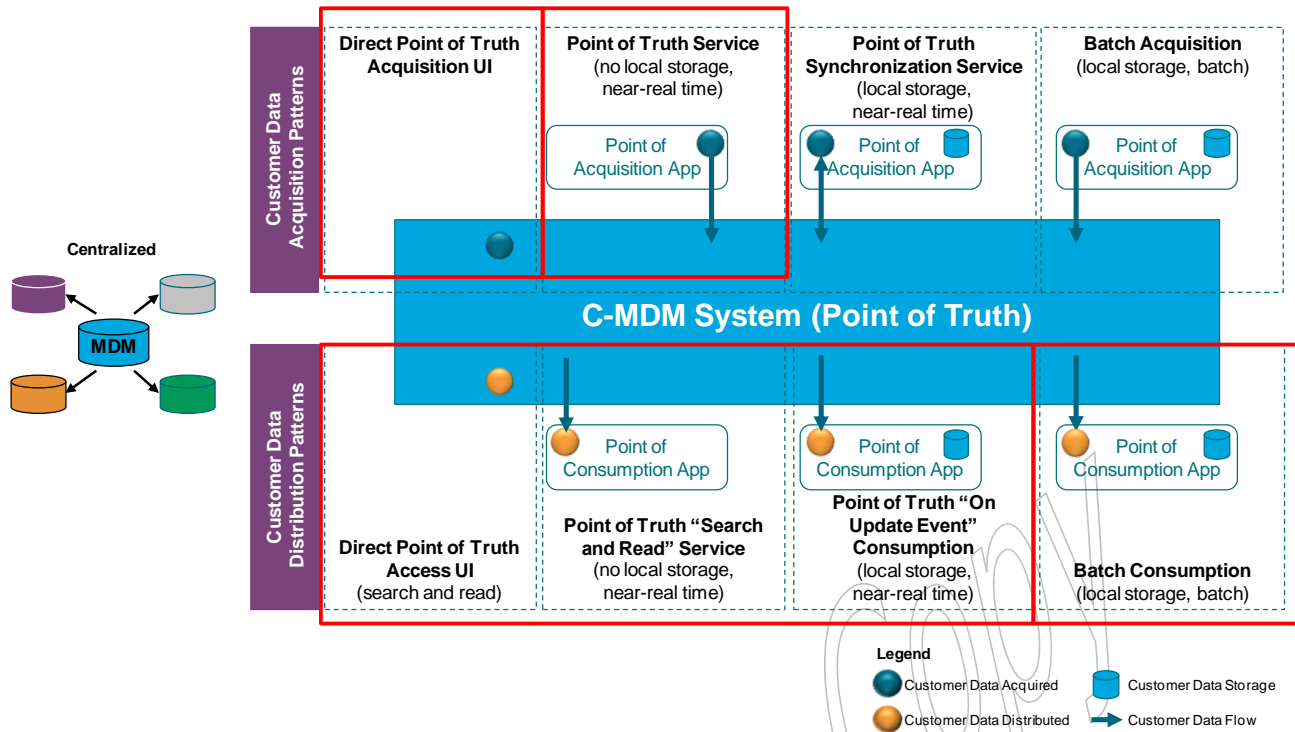 Customer Data
Acquisition Patterns
Direct Point of Truth
Acquisition UI
Point of Truth Service
(no local storage,
near-real time)
Point of
Acquisition App
Point of Truth
Synchronization Service
(local storage,
near-real time)
Point of
Acquisition App
Batch Acquisition
(local storage, batch)
Point of
Acquisition App
Centralized
MDM
C-MDM System (Point of Truth)
Customer Data
Distribution Patterns
Direct Point of Truth
Access UI
(search and read)
Point of
Consumption App
Point of Truth “Search
and Read” Service
(no local storage,
near-real time)
Point of
Consumption App
Point of Truth “On
Update Event”
Consumption
(local storage,
near-real time)
Point of
Consumption App
Batch Consumption
(local storage, batch)
copy
Legend
Customer Data Acquired
Customer Data Storage
Customer Data Distributed
Customer Data Flow